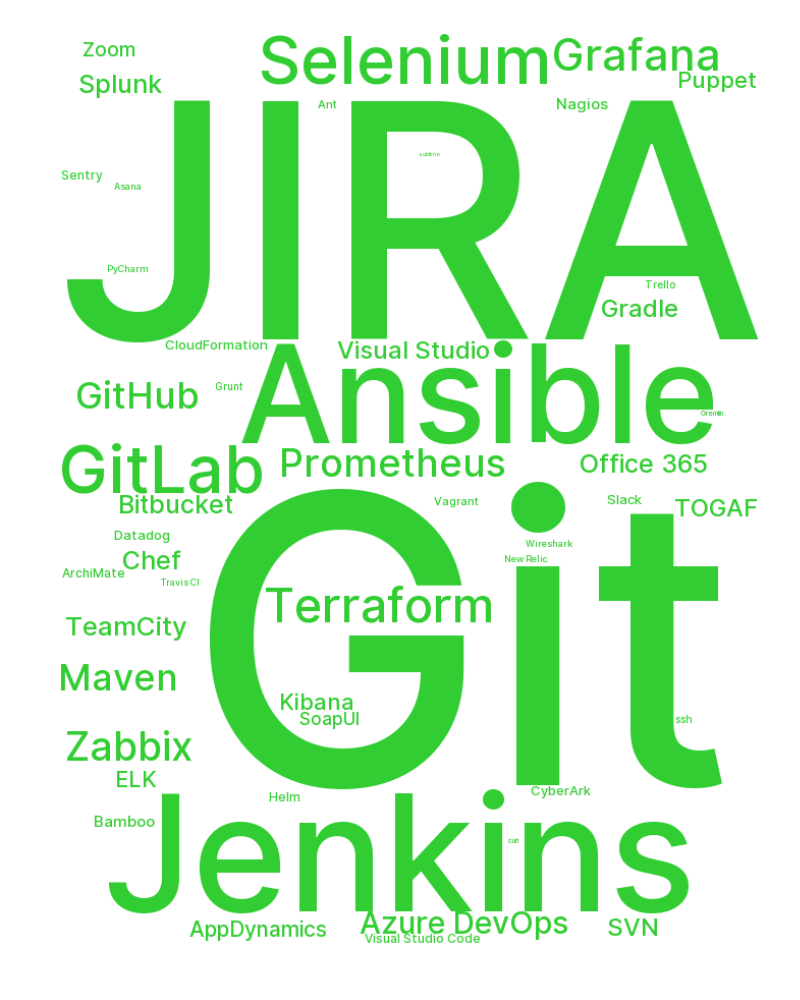 Zoom
Selenium
Grafana
Splunk
Puppet
JIRA
Ant
Nagios
sublime
Sentry
Asana
PyCharm
Trello
Gradle
CloudFormation
Visual Studio
Ansible
GitHub
Grunt
Gremlin
GitLab
Prometheus
Office 365
Bitbucket
Vagrant
Slack
TOGAF
Git
Datadog
Wireshark
Chef
New Relic
ArchiMate
TravisCI
Terraform
TeamCity
Maven
Kibana
SoapUI
ssh
Zabbix
ELK
CyberArk
Helm
Jenkins
Bamboo
curl
Azure DevOps
AppDynamics
SVN
Visual Studio Code